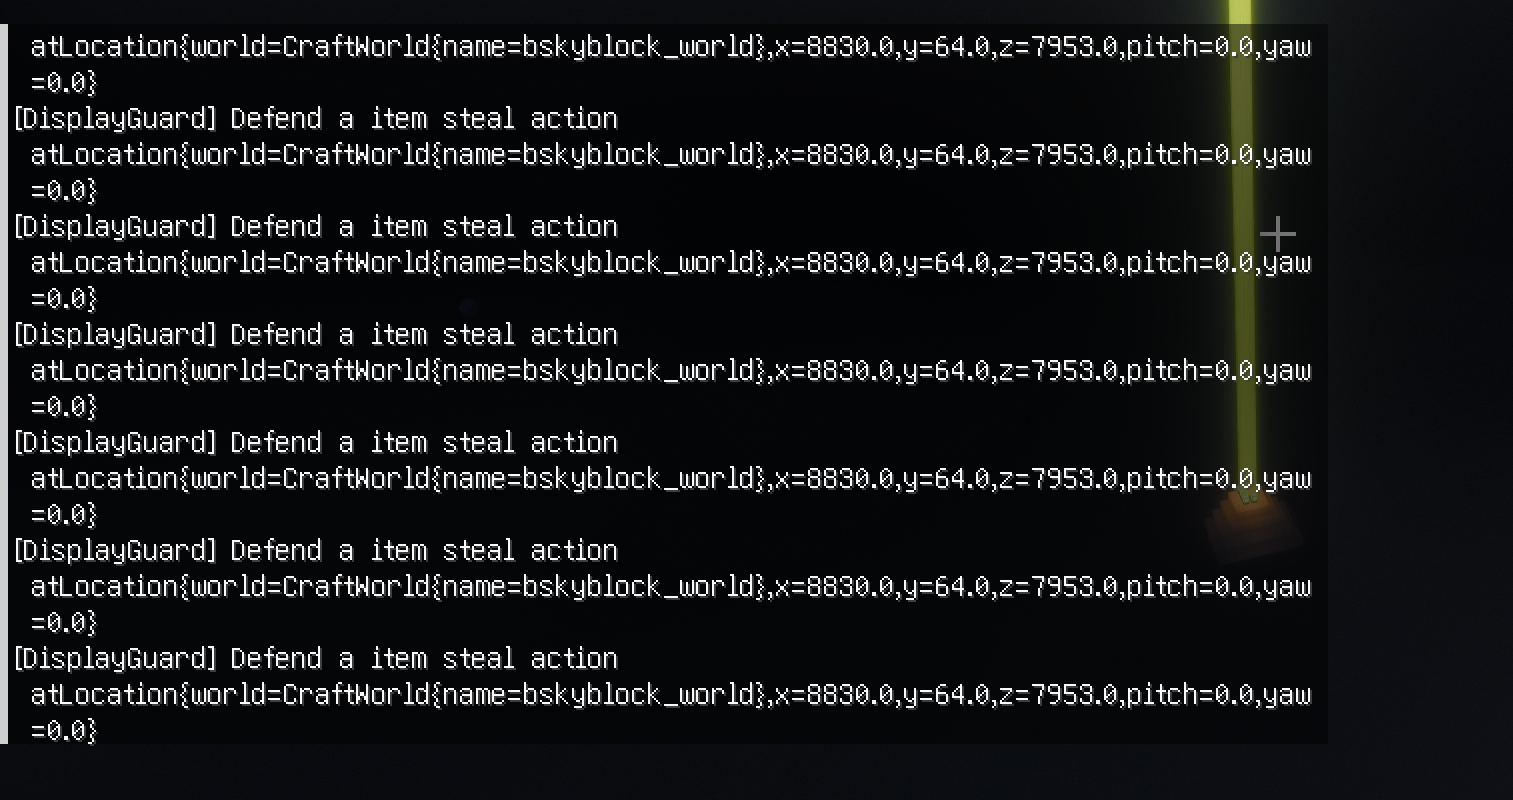 atLocation{world=CraftWorld{name=bskyblock_world},x=8830.0,y=64.0,z=7953.0,pitch=0.0,yaw
=0.0}
[DisplayGuard] Defend a item steal action
atLocation{world=CraftWorld{name=bskyblock_world},x=8830.0,y=64.0,z=7953.0,pitch=0.0,yaw
=0.0}
[DisplayGuard] Defend a item steal action
atLocation{world=CraftWorld{name=bskyblock_world},x=8830.0,y=64.0,z=7953.0,pitch=0.0,yaw
=0.0}
[DisplayGuard] Defend a item steal action
atLocation{world=CraftWorld{name=bskyblock_world},x=8830.0,y=64.0,z=7953.0,pitch=0.0,yaw
=0.0}
[DisplayGuard] Defend a item steal action
atLocation{world=CraftWorld{name=bskyblock_world},x=8830.0,y=64.0,z=7953.0,pitch=0.0,yaw
=0.0}
[DisplayGuard] Defend a item steal action
atLocation{world=CraftWorld{name=bskyblock_world},x=8830.0,y=64.0,z=7953.0,pitch=0.0,yaw
=0.0}
[DisplayGuard] Defend a item steal action
atLocation{world=CraftWorld{name=bskyblock_world},x=8830.0,y=64.0,z=7953.0,pitch=0.0,yaw
=0.0}